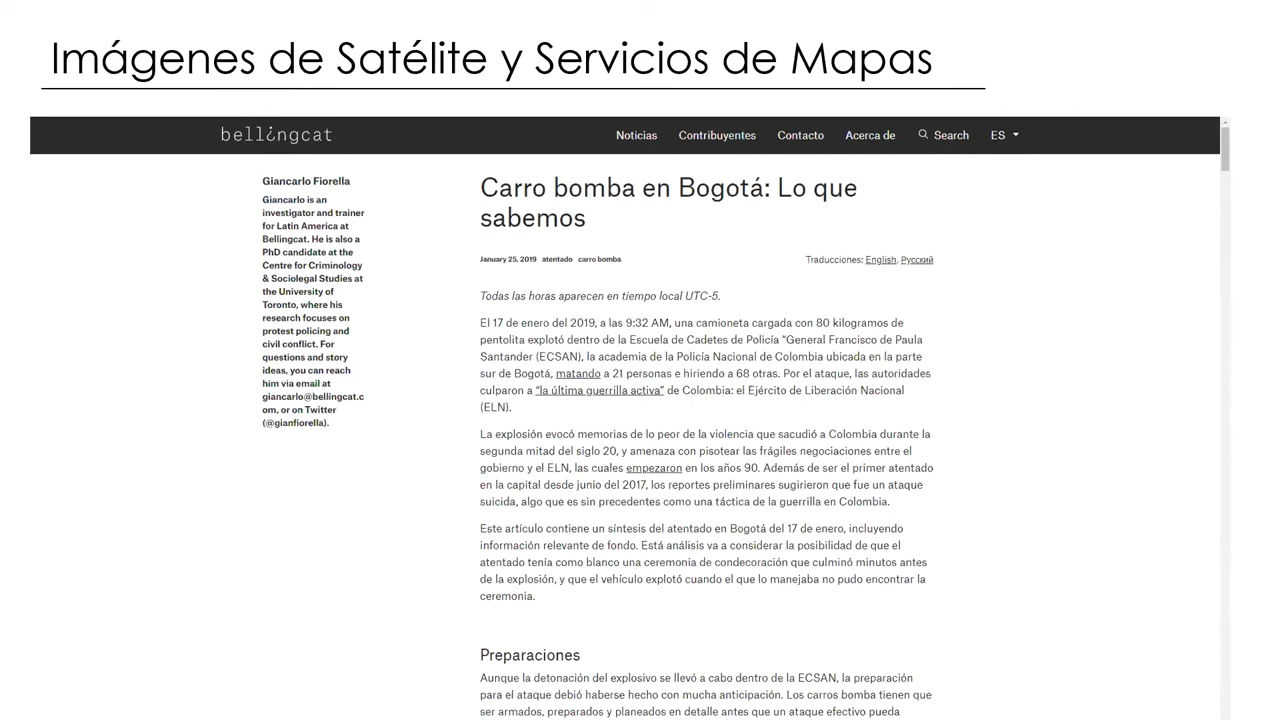 Imágenes de Satélite y Servicios de Mapas
bellingcat
Noticias Contribuyentes Contacto Acerca de Search ES
Giancarlo Fiorella
Giancarlo is an
investigator and trainer
for Latin America at
Bellingcat. He is also a
PhD candidate at the
Centre for Criminology
& Sociolegal Studies at
the University of
Toronto, where his
research focuses on
protest policing and
civil conflict. For
questions and story
ideas, you can reach
him via email at
giancarlo@bellingcat.c
om, or on Twitter
(@gianfiorella).
Carro bomba en Bogotá: Lo que
sabemos
January 25, 2019 atentado carro bomba
Traducciones: English, Русский
Todas las horas aparecen en tiempo local UTC-5.
El 17 de enero del 2019, a las 9:32 AM, una camioneta cargada con 80 kilogramos de
pentolita explotó dentro de la Escuela de Cadetes de Policía “General Francisco de Paula
Santander (ECSAN), la academia de la Policía Nacional de Colombia ubicada en la parte
sur de Bogotá, matando a 21 personas e hiriendo a 68 otras. Por el ataque, las autoridades
culparon a “la última guerrilla activa” de Colombia: el Ejército de Liberación Nacional
(ELN).
La explosión evocó memorias de lo peor de la violencia que sacudió a Colombia durante la
segunda mitad del siglo 20, y amenaza con pisotear las frágiles negociaciones entre el
gobierno y el ELN, las cuales empezaron en los años 90. Además de ser el primer atentado
en la capital desde junio del 2017, los reportes preliminares sugirieron que fue un ataque
suicida, algo que es sin precedentes como una táctica de la guerrilla en Colombia.
Este artículo contiene un síntesis del atentado en Bogotá del 17 de enero, incluyendo
información relevante de fondo. Está análisis va a considerar la posibilidad de que el
atentado tenía como blanco una ceremonia de condecoración que culminó minutos antes
de la explosión, y que el vehículo explotó cuando el que lo manejaba no pudo encontrar la
ceremonia.
Preparaciones
Aunque la detonación del explosivo se llevó a cabo dentro de la ECSAN, la preparación
para el ataque debió haberse hecho con mucha anticipación. Los carros bomba tienen que
ser armados, preparados y planeados en detalle antes que un ataque efectivo pueda